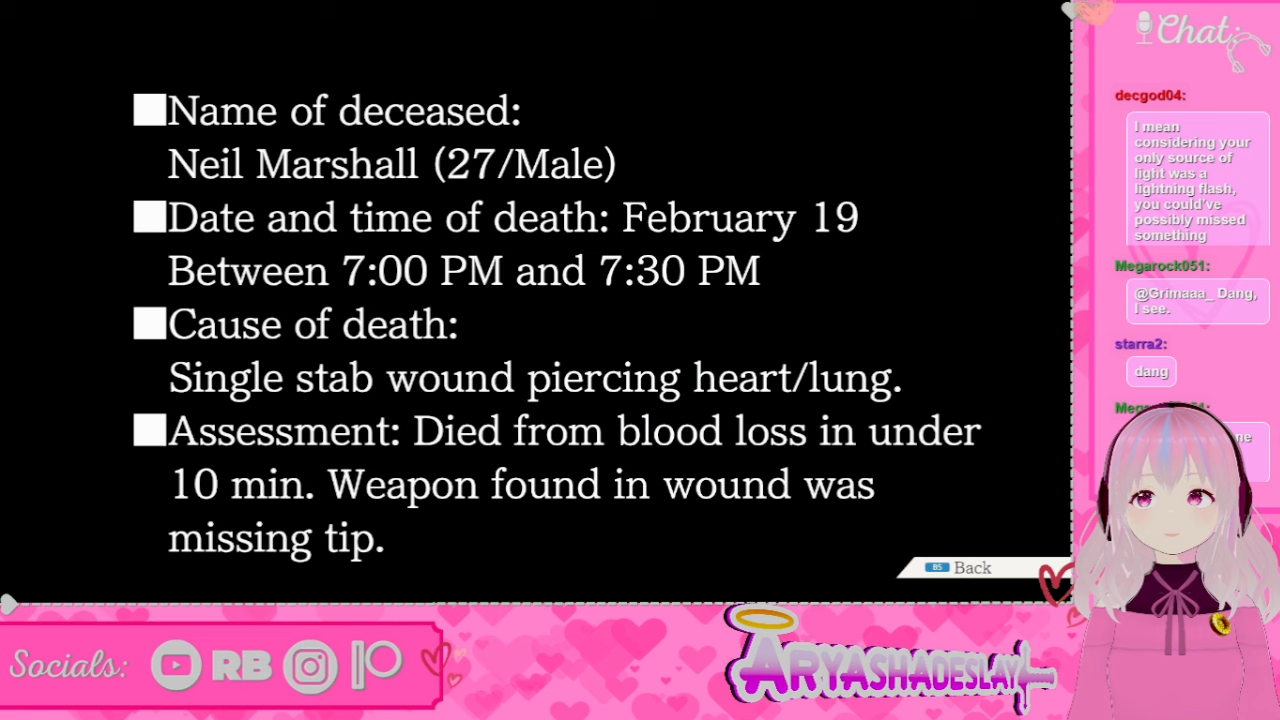 Name of deceased:
Neil Marshall (27/Male)
Date and time of death: February 19
Between 7:00 PM and 7:30 PM
Cause of death:
Single stab wound piercing heart/lung.
Assessment: Died from blood loss in under
10 min. Weapon found in wound was
missing tip.
BS Back
Chat
decgod04:
I mean
considering your
only source of
light was a
lightning flash,
you could've
possibly missed
something
Megarock051:
@Grimaaa_ Dang,
I see.
starra2:
dang
Socials:
RB
ARYASHADESLAY